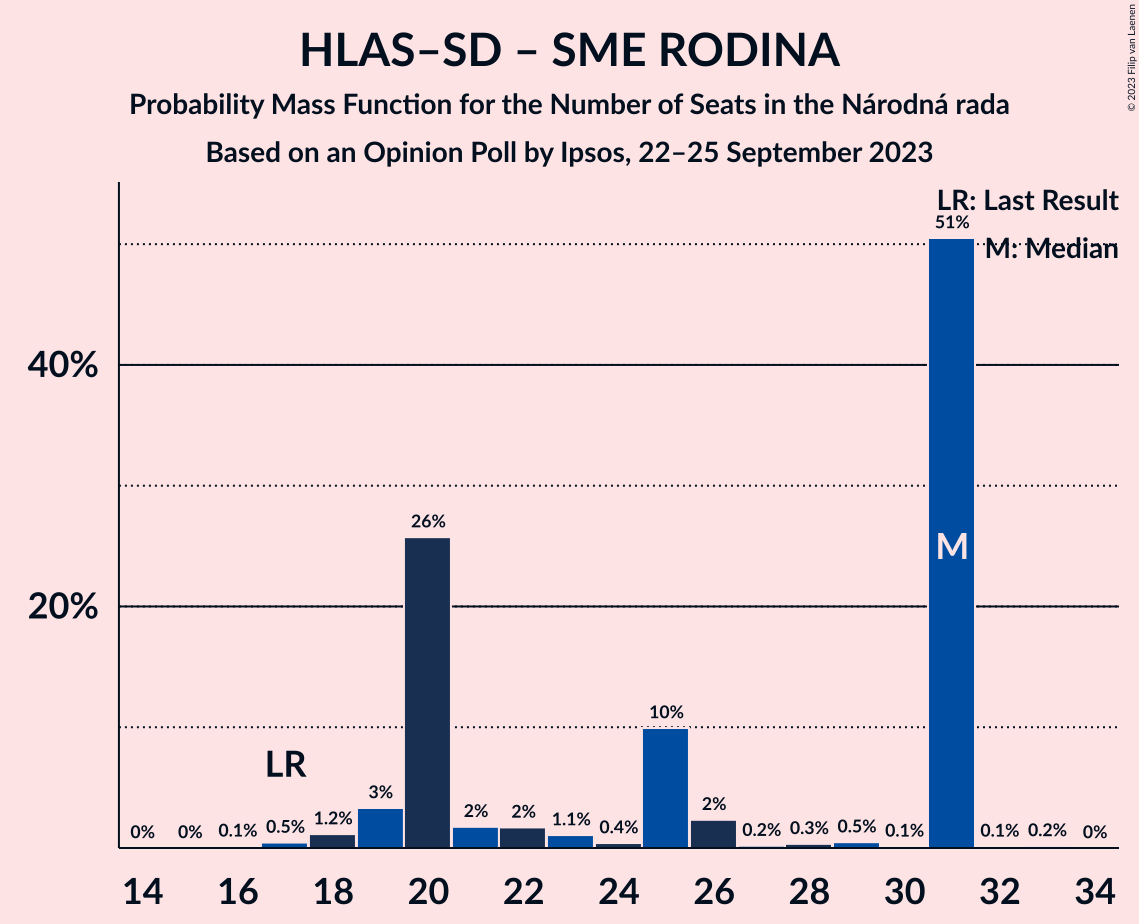 HLAS–SD – SME RODINA
Probability Mass Function for the Number of Seats in the Národná rada
Based on an Opinion Poll by Ipsos, 22–25 September 2023
© 2023 Filip van Laenen
LR: Last Result
M: Median
40%
20%
0%
0%
0.1%
0.5%
1.2%
3%
26%
2%
2%
1.1%
0.4%
10%
2%
0.2%
0.3%
0.5%
0.1%
51%
0.1%
0.2%
0%
LR
M
14 16 18 20 22 24 26 28 30 32 34